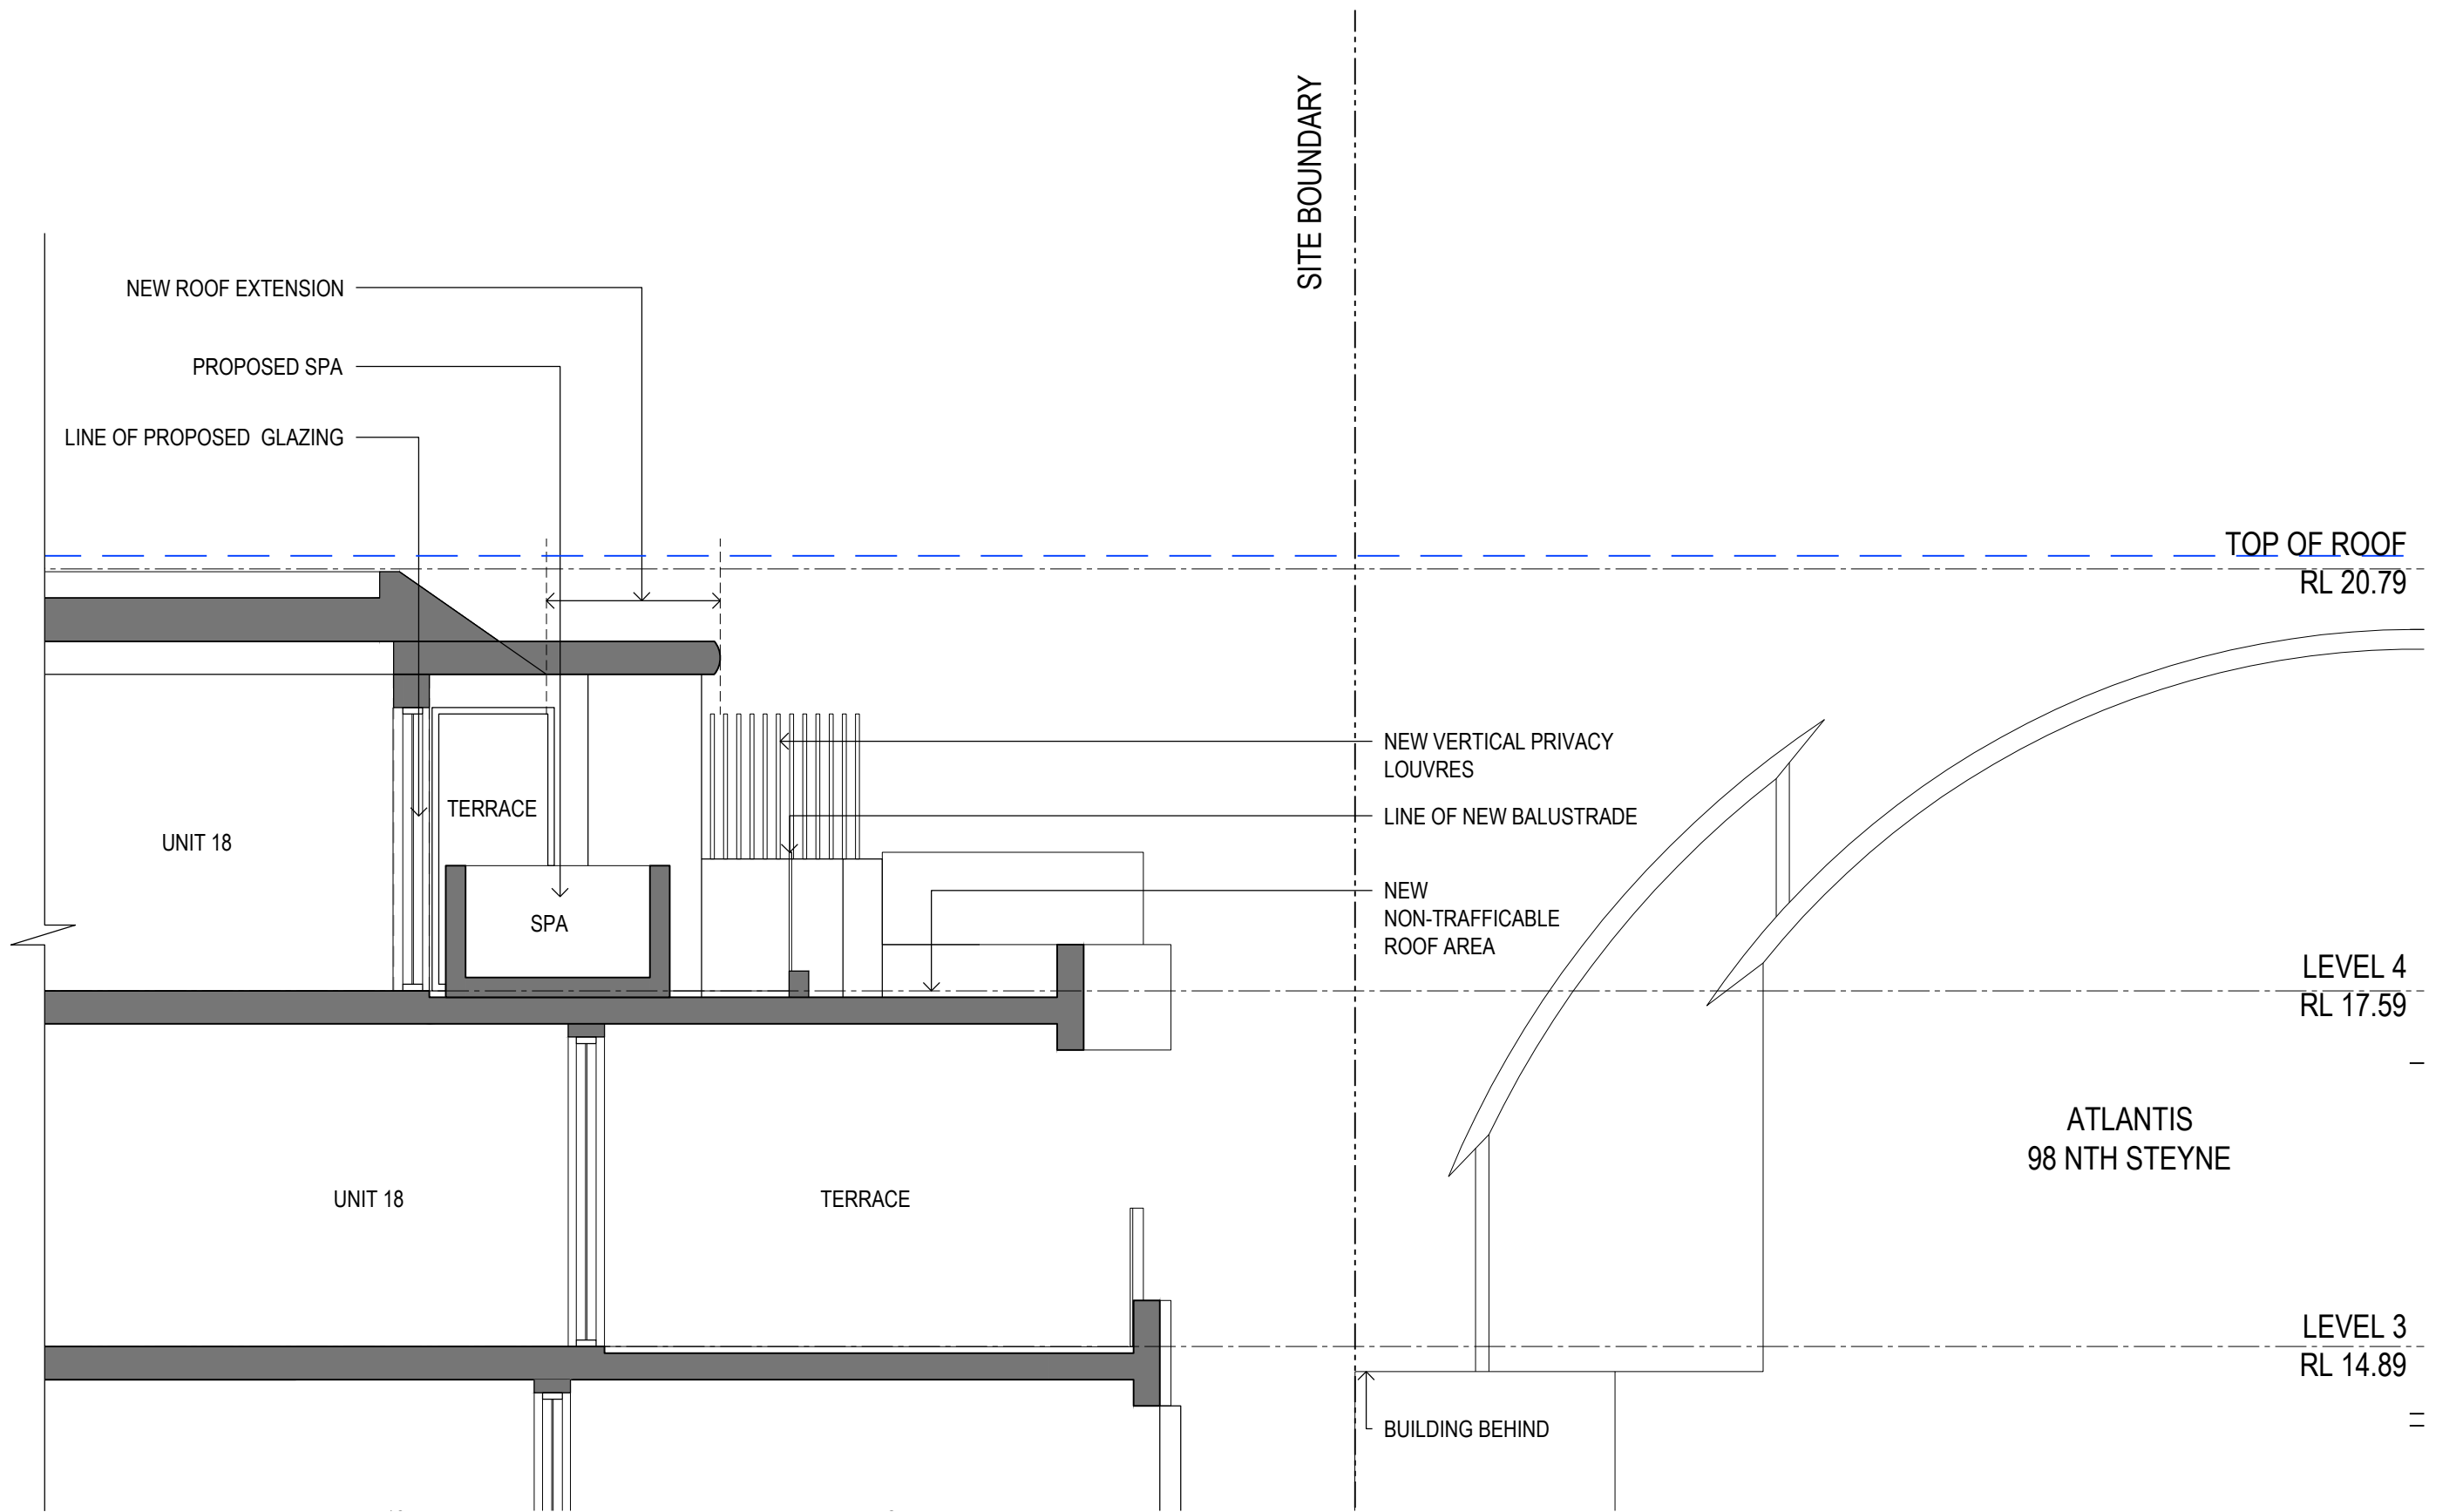 SITE BOUNDARY
NEW ROOF EXTENSION
PROPOSED SPA
LINE OF PROPOSED GLAZING
TOP OF ROOF
RL 20.79
NEW VERTICAL PRIVACY
LOUVRES
TERRACE
LINE OF NEW BALUSTRADE
UNIT 18
NEW
NON-TRAFFICABLE
ROOF AREA
SPA
LEVEL 4
RL 17.59
ATLANTIS
98 NTH STEYNE
UNIT 18
TERRACE
LEVEL 3
RL 14.89
BUILDING BEHIND